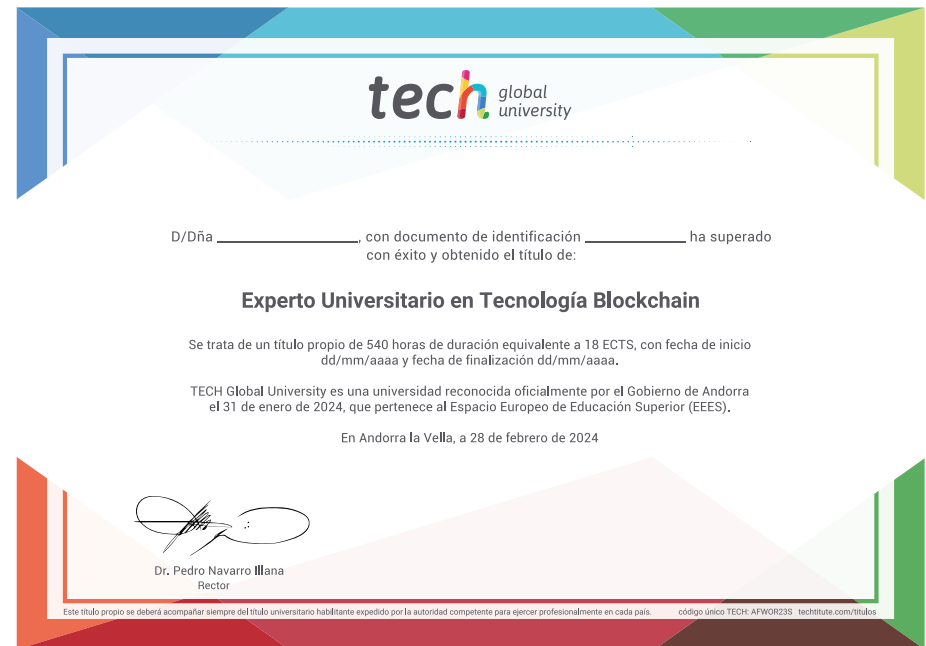 tech global university
D/Dña ____________________, con documento de identificación ______________ ha superado
con éxito y obtenido el título de:
Experto Universitario en Tecnología Blockchain
Se trata de un título propio de 540 horas de duración equivalente a 18 ECTS, con fecha de inicio
dd/mm/aaaa y fecha de finalización dd/mm/aaaa.
TECH Global University es una universidad reconocida oficialmente por el Gobierno de Andorra
el 31 de enero de 2024, que pertenece al Espacio Europeo de Educación Superior (EEES).
En Andorra la Vella, a 28 de febrero de 2024
Dr. Pedro Navarro Illana
Rector
Este título propio se deberá acompañar siempre del título universitario habilitante expedido por la autoridad competente para ejercer profesionalmente en cada país. código único TECH: AFWOR23S techtitute.com/titulos